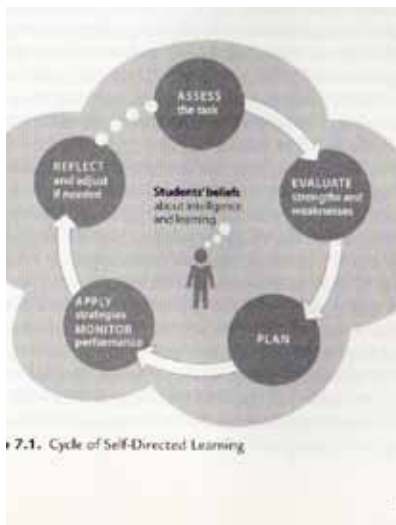 ASSESS
the task
EVALUATE
strengths and
weaknesses
PLAN
APPLY
strategies
MONITOR
performance
REFLECT
and adjust
if needed
Students' beliefs
about intelligence
and learning
7.1. Cycle of Self-Directed Learning